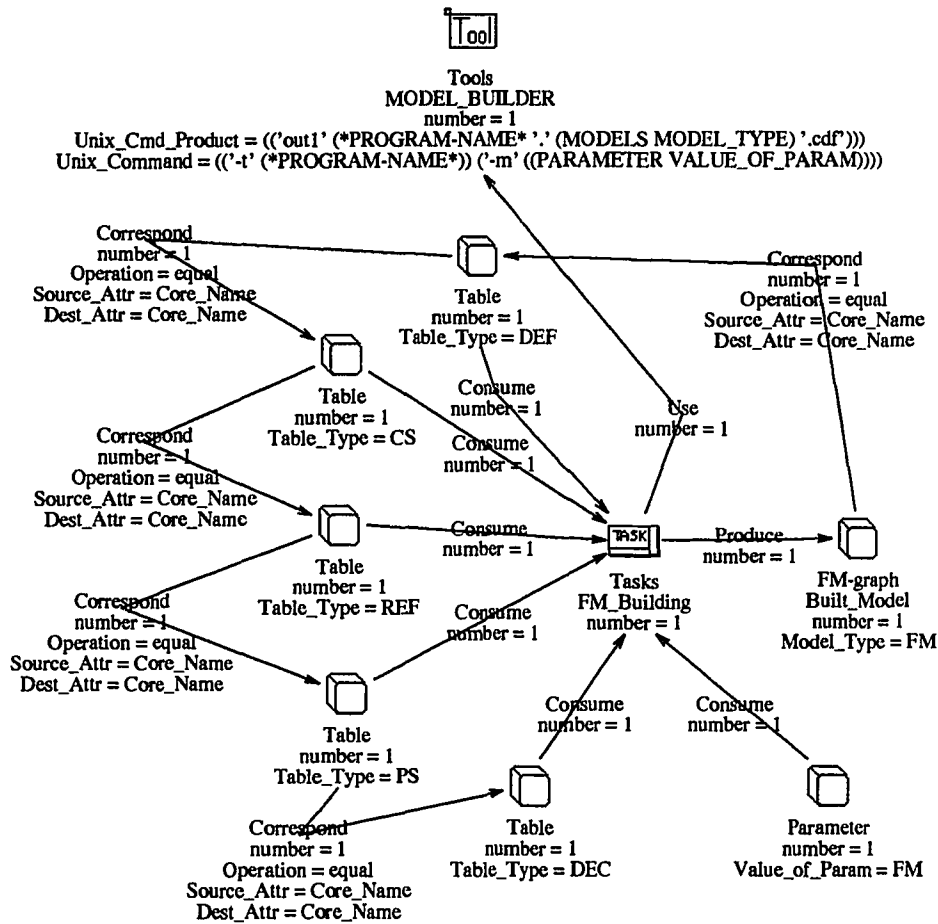 Tool
Tools
MODEL_BUILDER
number = 1
Unix_Cmd_Product = (('out1' (*PROGRAM-NAME* '.' (MODELS MODEL_TYPE) '.cdf')))
Unix_Command = (('-t' (*PROGRAM-NAME*)) ('-m' ((PARAMETER VALUE_OF_PARAM))))
Correspond
number = 1
Operation = equal
Source_Attr = Core_Name
Dest_Attr = Core_Name
Table
number = 1
Table_Type = DEF
Correspond
number = 1
Operation = equal
Source_Attr = Core_Name
Dest_Attr = Core_Name
Table
number = 1
Table_Type = CS
Consume
number = 1
Consume
number = 1
Use
number = 1
Correspond
number = 1
Operation = equal
Source_Attr = Core_Name
Dest_Attr = Core_Name
Table
number = 1
Table_Type = REF
Consume
number = 1
TASK
Tasks
FM_Building
number = 1
Produce
number = 1
FM-graph
Built_Model
number = 1
Model_Type = FM
Correspond
number = 1
Operation = equal
Source_Attr = Core_Name
Dest_Attr = Core_Name
Consume
number = 1
Table
number = 1
Table_Type = PS
Consume
number = 1
Consume
number = 1
Correspond
number = 1
Operation = equal
Source_Attr = Core_Name
Dest_Attr = Core_Name
Table
number = 1
Table_Type = DEC
Parameter
number = 1
Value_of_Param = FM